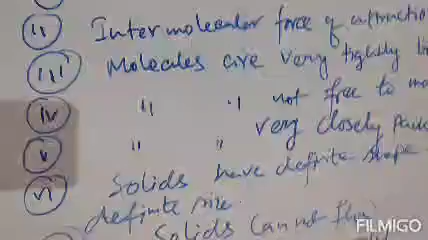 ii Intermolecular force of attraction
iii Molecules are very tightly
iv " " not free to
v " " very closely
vi Solids have definite shape
definite size.
Solids cannot flow
FILMIGO